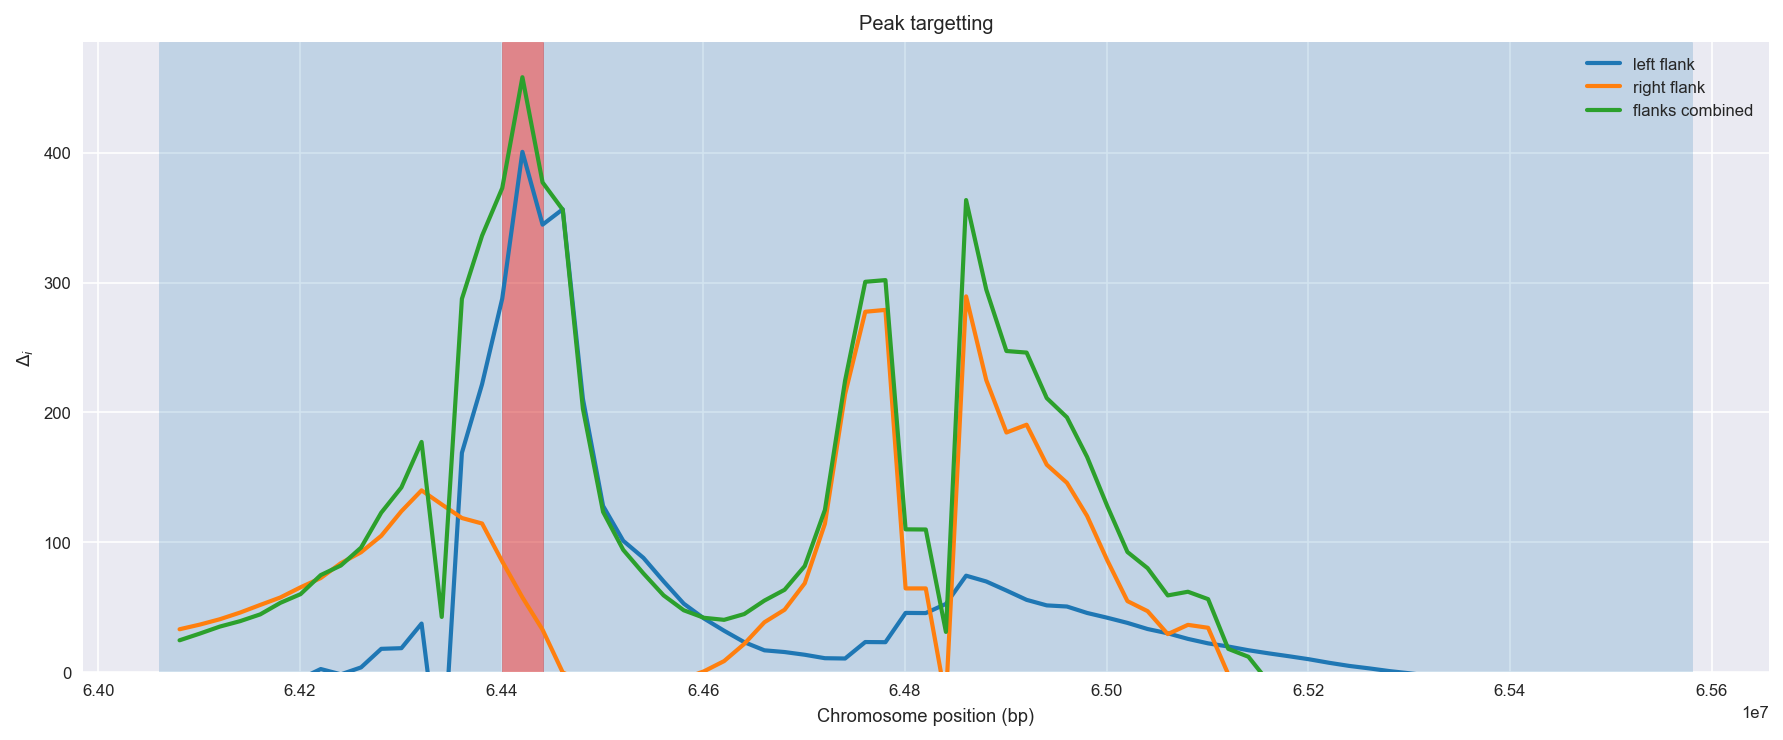 Peak targetting
left flank
right flank
flanks combined
400
300
200
100
0
Δi
6.40 6.42 6.44 6.46 6.48 6.50 6.52 6.54 6.56
1e7
Chromosome position (bp)